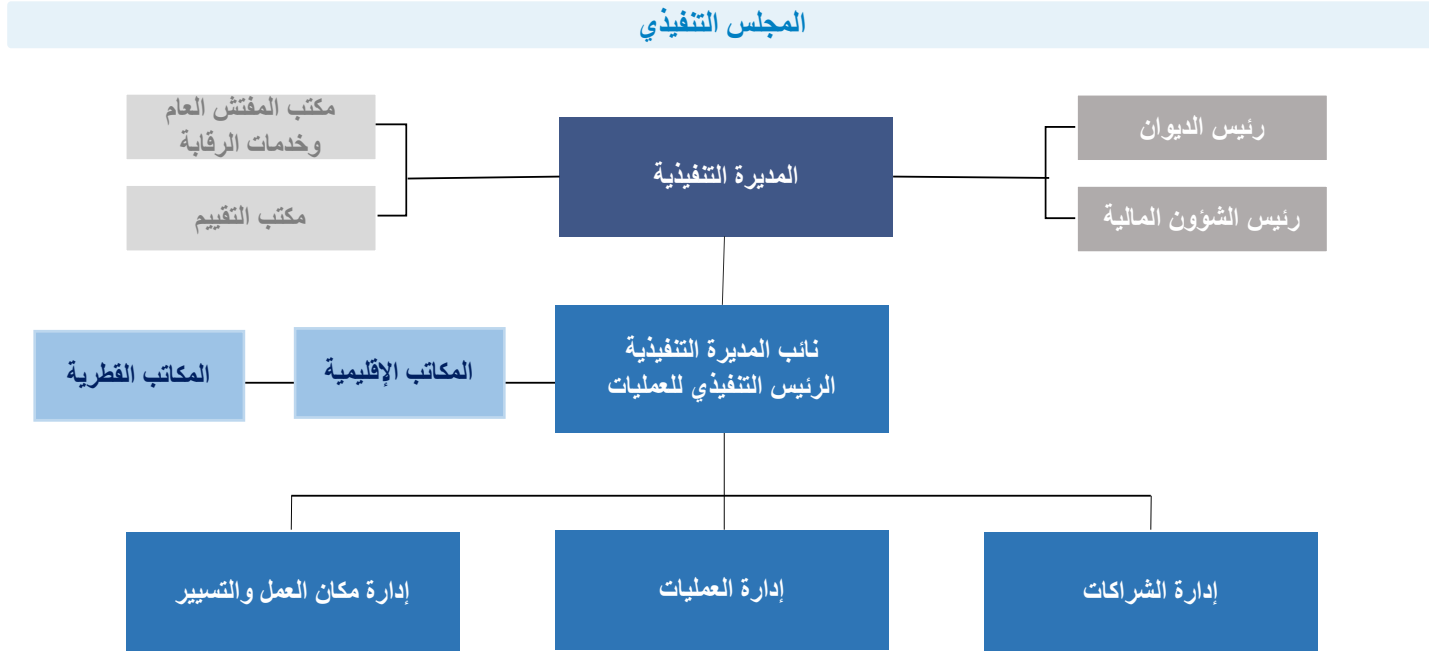 المجلس التنفيذي
رئيس الديوان
رئيس الشؤون المالية
المديرة التنفيذية
مكتب المفتش العام
وخدمات الرقابة
مكتب التقييم
نائب المديرة التنفيذية
الرئيس التنفيذي للعمليات
المكاتب الإقليمية
المكاتب القطرية
إدارة الشراكات
إدارة العمليات
إدارة مكان العمل والتسيير